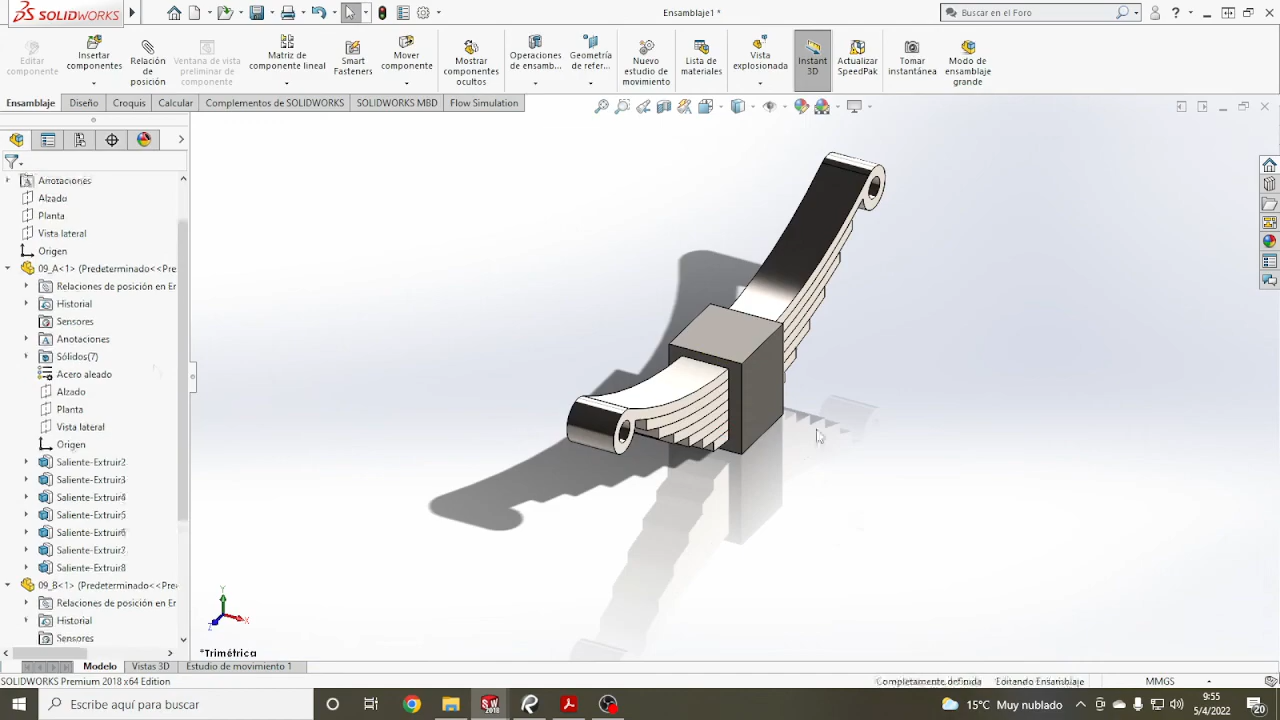 SOLIDWORKS
Ensamblaje1 *
Buscar en el Foro
Editar componente
Insertar componentes
Relación de posición
Ventana de vista preliminar de componente
Matriz de componente lineal
Smart Fasteners
Mover componente
Mostrar componentes ocultos
Operaciones de ensamb...
Geometría de refer...
Nuevo estudio de movimiento
Lista de materiales
Vista explosionada
Instant 3D
Actualizar SpeedPak
Tomar instantánea
Modo de ensamblaje grande
Ensamblaje
Diseño
Croquis
Calcular
Complementos de SOLIDWORKS
SOLIDWORKS MBD
Flow Simulation
Anotaciones
Alzado
Planta
Vista lateral
Origen
09_A<1> (Predeterminado<<Pre
Relaciones de posición en Er
Historial
Sensores
Anotaciones
Sólidos(7)
Acero aleado
Alzado
Planta
Vista lateral
Origen
Saliente-Extruir2
Saliente-Extruir3
Saliente-Extruir4
Saliente-Extruir5
Saliente-Extruir6
Saliente-Extruir7
Saliente-Extruir8
09_B<1> (Predeterminado<<Pre
Relaciones de posición en Er
Historial
Sensores
Y
X
Z
*Trimétrica
Modelo
Vistas 3D
Estudio de movimiento 1
SOLIDWORKS Premium 2018 x64 Edition
Completamente definida
Editando Ensamblaje
MMGS
Escribe aquí para buscar
SW
2018
15°C Muy nublado
9:55
5/4/2022
20